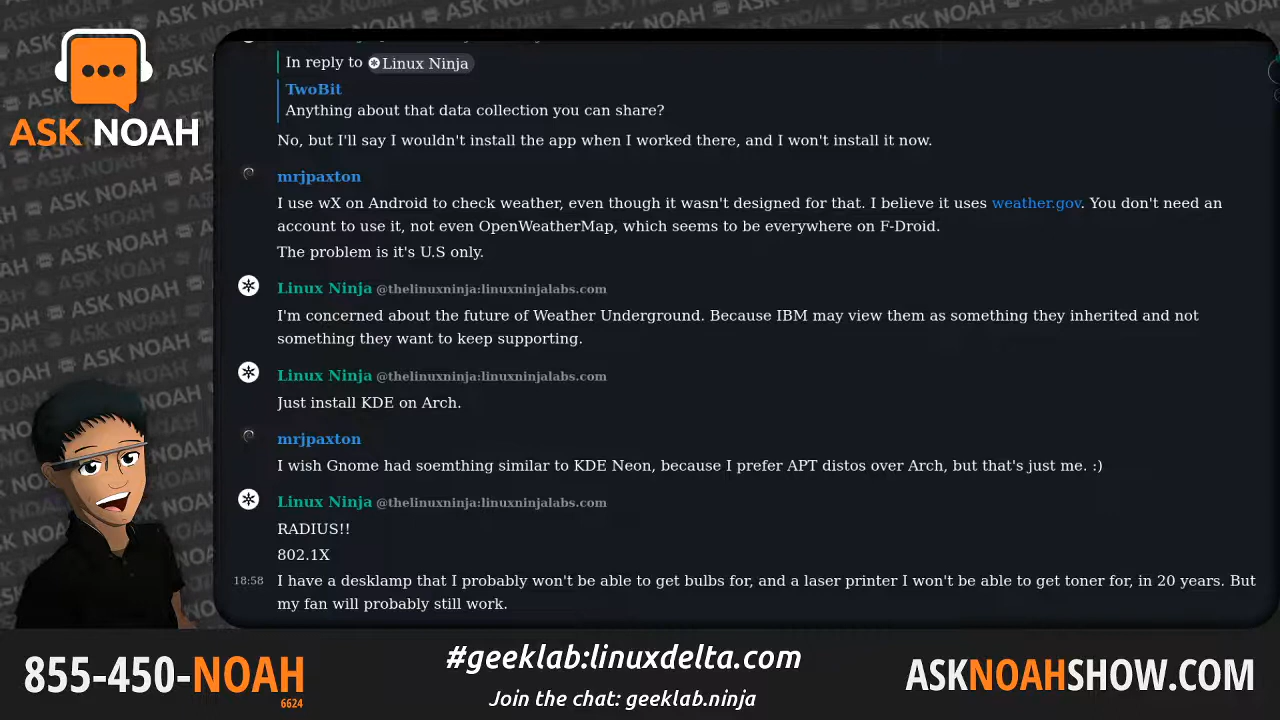 ASK NOAH
In reply to Linux Ninja
TwoBit
Anything about that data collection you can share?
No, but I'll say I wouldn't install the app when I worked there, and I won't install it now.
mrjpaxton
I use wX on Android to check weather, even though it wasn't designed for that. I believe it uses weather.gov. You don't need an
account to use it, not even OpenWeatherMap, which seems to be everywhere on F-Droid.
The problem is it's U.S only.
Linux Ninja @thelinuxninja:linuxninjalabs.com
I'm concerned about the future of Weather Underground. Because IBM may view them as something they inherited and not
something they want to keep supporting.
Linux Ninja @thelinuxninja:linuxninjalabs.com
Just install KDE on Arch.
mrjpaxton
I wish Gnome had soemthing similar to KDE Neon, because I prefer APT distos over Arch, but that's just me. :)
Linux Ninja @thelinuxninja:linuxninjalabs.com
RADIUS!!
802.1X
18:58 I have a desklamp that I probably won't be able to get bulbs for, and a laser printer I won't be able to get toner for, in 20 years. But
my fan will probably still work.
855-450-NOAH
6624
#geeklab:linuxdelta.com
Join the chat: geeklab.ninja
ASKNOAHSHOW.COM